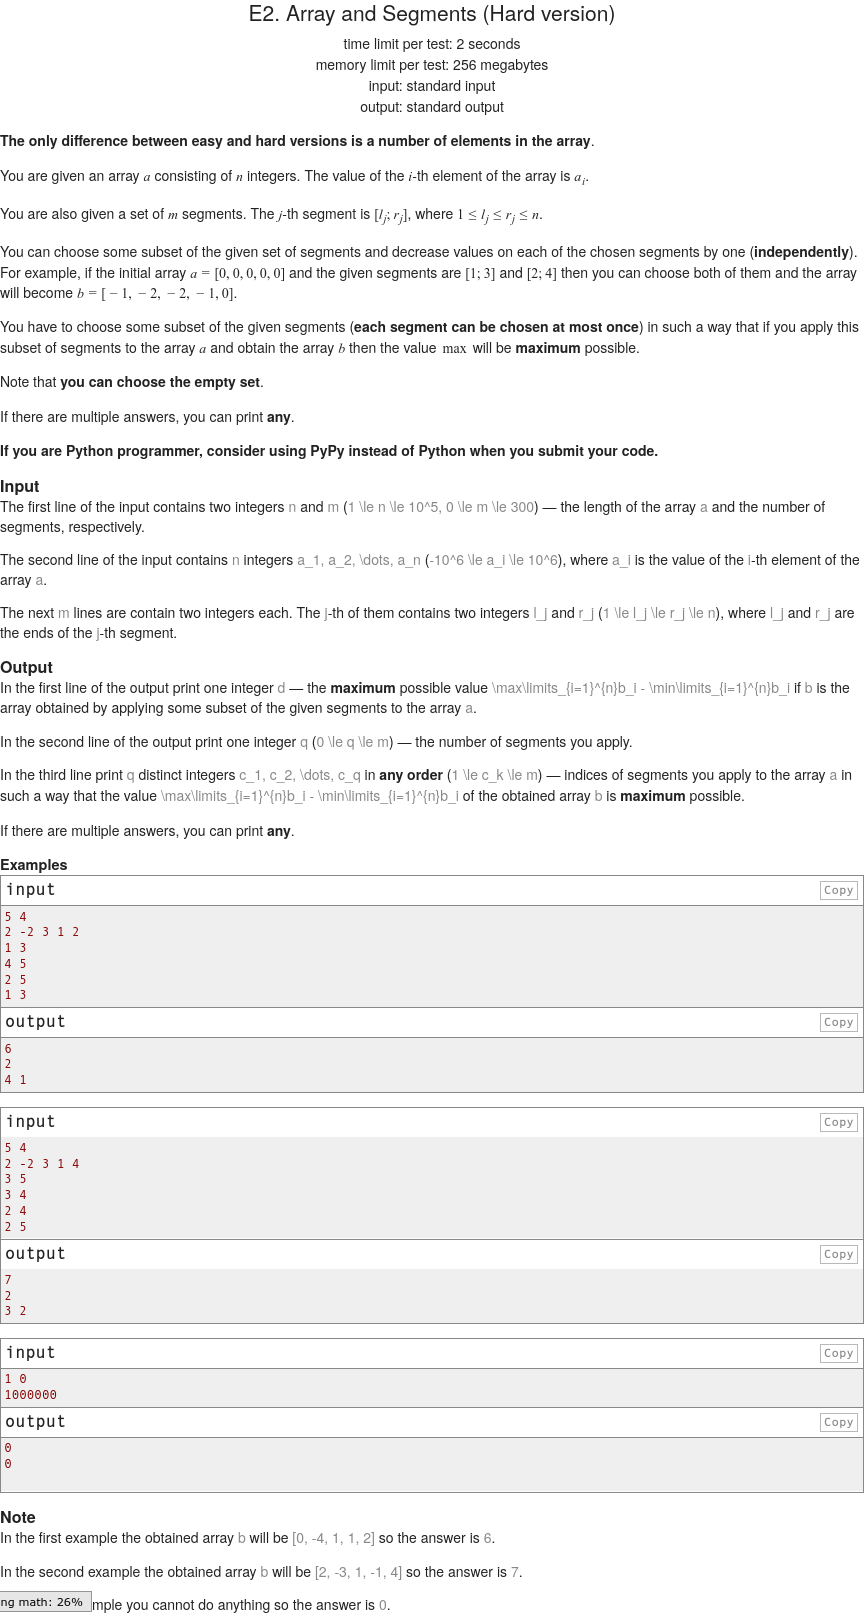 E2. Array and Segments (Hard version)
time limit per test: 2 seconds
memory limit per test: 256 megabytes
input: standard input
output: standard output
The only difference between easy and hard versions is a number of elements in the array.
You are given an array a consisting of n integers. The value of the i-th element of the array is a_i.
You are also given a set of m segments. The j-th segment is [l_j; r_j], where 1 ≤ l_j ≤ r_j ≤ n.
You can choose some subset of the given set of segments and decrease values on each of the chosen segments by one (independently).
For example, if the initial array a = [0, 0, 0, 0, 0] and the given segments are [1; 3] and [2; 4] then you can choose both of them and the array
will become b = [ − 1, − 2, − 2, − 1, 0].
You have to choose some subset of the given segments (each segment can be chosen at most once) in such a way that if you apply this
subset of segments to the array a and obtain the array b then the value max will be maximum possible.
Note that you can choose the empty set.
If there are multiple answers, you can print any.
If you are Python programmer, consider using PyPy instead of Python when you submit your code.
Input
The first line of the input contains two integers n and m (1 \le n \le 10^5, 0 \le m \le 300) — the length of the array a and the number of
segments, respectively.
The second line of the input contains n integers a_1, a_2, \dots, a_n (-10^6 \le a_i \le 10^6), where a_i is the value of the i-th element of the
array a.
The next m lines are contain two integers each. The j-th of them contains two integers l_j and r_j (1 \le l_j \le r_j \le n), where l_j and r_j are
the ends of the j-th segment.
Output
In the first line of the output print one integer d — the maximum possible value \max\limits_{i=1}^{n}b_i - \min\limits_{i=1}^{n}b_i if b is the
array obtained by applying some subset of the given segments to the array a.
In the second line of the output print one integer q (0 \le q \le m) — the number of segments you apply.
In the third line print q distinct integers c_1, c_2, \dots, c_q in any order (1 \le c_k \le m) — indices of segments you apply to the array a in
such a way that the value \max\limits_{i=1}^{n}b_i - \min\limits_{i=1}^{n}b_i of the obtained array b is maximum possible.
If there are multiple answers, you can print any.
Examples
input Copy
5 4
2 -2 3 1 2
1 3
4 5
2 5
1 3
output Copy
6
2
4 1
input Copy
5 4
2 -2 3 1 4
3 5
3 4
2 4
2 5
output Copy
7
2
3 2
input Copy
1 0
1000000
output Copy
0
0
Note
In the first example the obtained array b will be [0, -4, 1, 1, 2] so the answer is 6.
In the second example the obtained array b will be [2, -3, 1, -1, 4] so the answer is 7.
ng math: 26% mple you cannot do anything so the answer is 0.